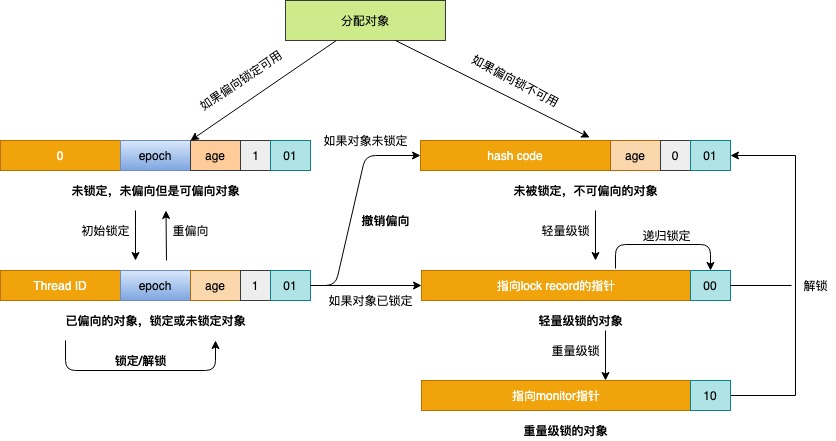 分配对象
如果偏向锁定可用
如果偏向锁不可用
0
epoch
age
1
01
未锁定，未偏向但是可偏向对象
初始锁定
重偏向
Thread ID
epoch
age
1
01
已偏向的对象，锁定或未锁定对象
锁定/解锁
如果对象未锁定
撤销偏向
如果对象已锁定
hash code
age
0
01
未被锁定，不可偏向的对象
轻量级锁
递归锁定
指向lock record的指针
00
解锁
轻量级锁的对象
重量级锁
指向monitor指针
10
重量级锁的对象